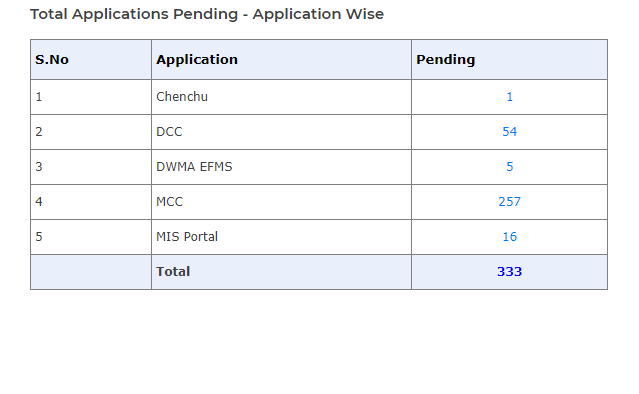 Total Applications Pending - Application Wise
S.No Application Pending
1 Chenchu 1
2 DCC 54
3 DWMA EFMS 5
4 MCC 257
5 MIS Portal 16
Total 333